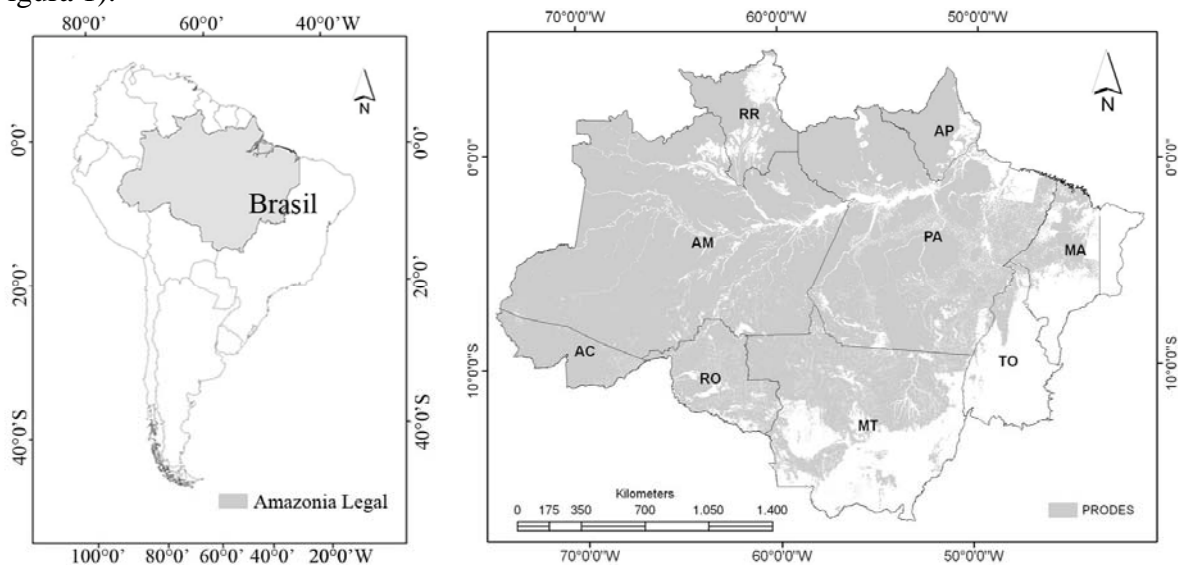 igura 1).
80°0' 60°0' 40°0'W
N
0°0'
20°0'
40°0'S
0°0'
20°0'
40°0'S
Brasil
Amazonia Legal
100°0' 80°0' 60°0' 40°0' 20°0'W
70°0'0"W 60°0'0"W 50°0'0"W
N
0°0'0"
10°0'0"S
0°0'0"
10°0'0"S
RR
AP
AM
PA
MA
AC
RO
TO
MT
Kilometers
0 175 350 700 1.050 1.400
PRODES
70°0'0"W 60°0'0"W 50°0'0"W